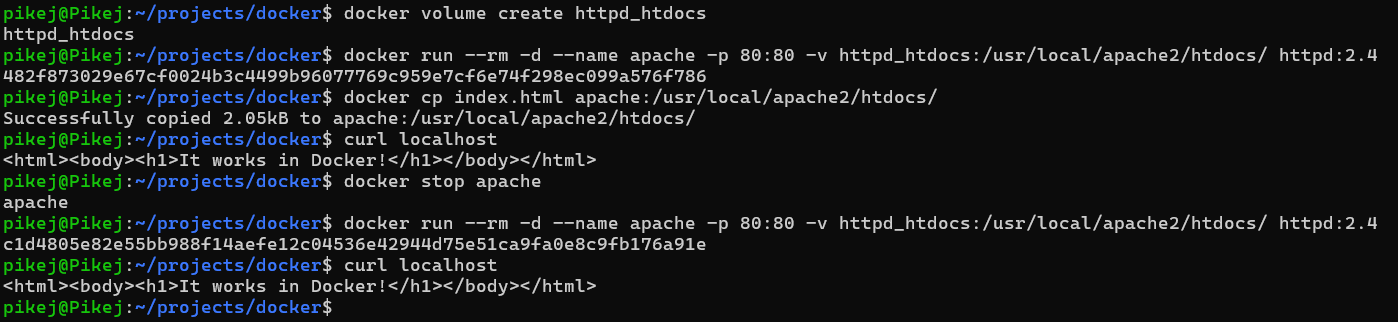 pikej@Pikej:~/projects/docker$ docker volume create httpd_htdocs
httpd_htdocs
pikej@Pikej:~/projects/docker$ docker run --rm -d --name apache -p 80:80 -v httpd_htdocs:/usr/local/apache2/htdocs/ httpd:2.4
482f873029e67cf0024b3c4499b96077769c959e7cf6e74f298ec099a576f786
pikej@Pikej:~/projects/docker$ docker cp index.html apache:/usr/local/apache2/htdocs/
Successfully copied 2.05kB to apache:/usr/local/apache2/htdocs/
pikej@Pikej:~/projects/docker$ curl localhost
<html><body><h1>It works in Docker!</h1></body></html>
pikej@Pikej:~/projects/docker$ docker stop apache
apache
pikej@Pikej:~/projects/docker$ docker run --rm -d --name apache -p 80:80 -v httpd_htdocs:/usr/local/apache2/htdocs/ httpd:2.4
c1d4805e82e55bb988f14aefe12c04536e42944d75e51ca9fa0e8c9fb176a91e
pikej@Pikej:~/projects/docker$ curl localhost
<html><body><h1>It works in Docker!</h1></body></html>
pikej@Pikej:~/projects/docker$